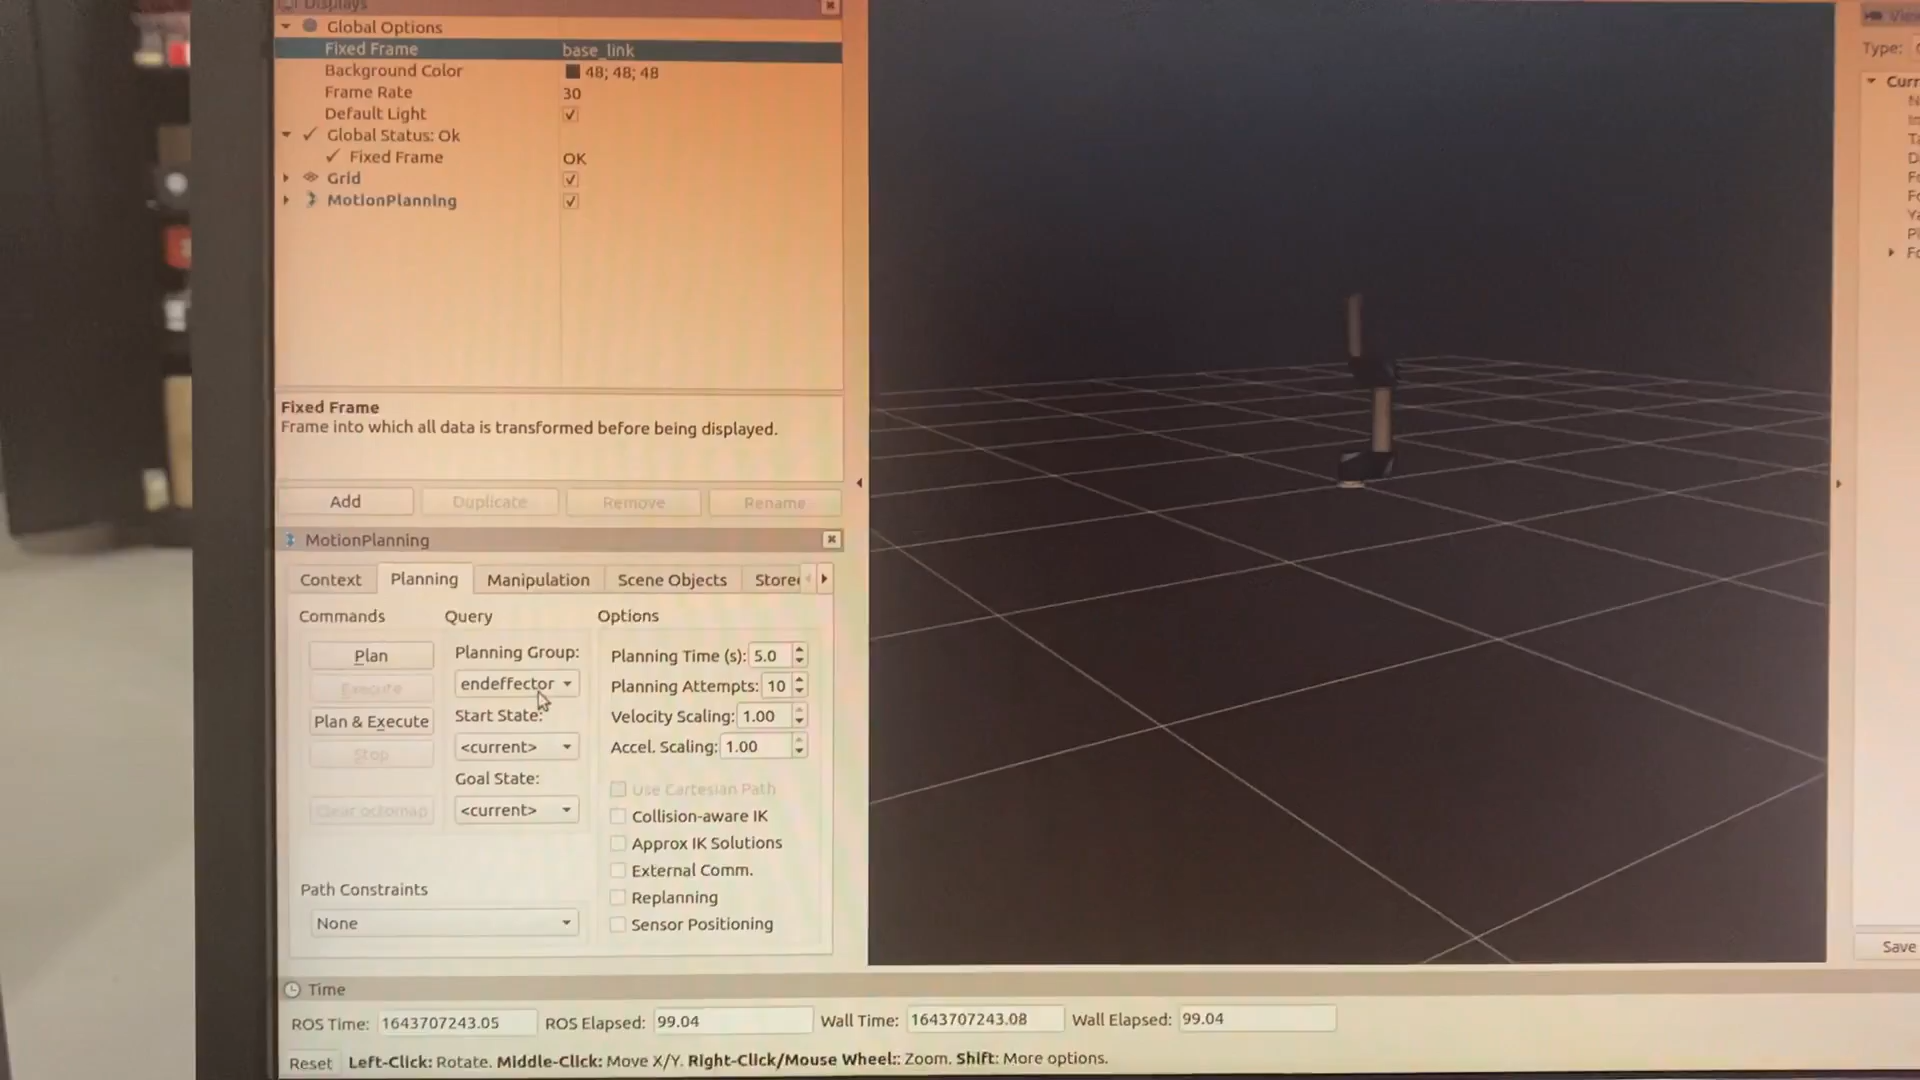 Displays
Global Options
Fixed Frame base_link
Background Color 48; 48; 48
Frame Rate 30
Default Light
Global Status: Ok
Fixed Frame OK
Grid
MotionPlanning
Fixed Frame
Frame into which all data is transformed before being displayed.
Add Duplicate Remove Rename
MotionPlanning
Context Planning Manipulation Scene Objects Store
Commands Query Options
Plan
Execute
Plan & Execute
Stop
Clear octomap
Planning Group:
endeffector
Start State:
<current>
Goal State:
<current>
Planning Time (s): 5.0
Planning Attempts: 10
Velocity Scaling: 1.00
Accel. Scaling: 1.00
Use Cartesian Path
Collision-aware IK
Approx IK Solutions
External Comm.
Replanning
Sensor Positioning
Path Constraints
None
Type:
Curr
Save
Time
ROS Time: 1643707243.05 ROS Elapsed: 99.04 Wall Time: 1643707243.08 Wall Elapsed: 99.04
Reset Left-Click: Rotate. Middle-Click: Move X/Y. Right-Click/Mouse Wheel:: Zoom. Shift: More options.